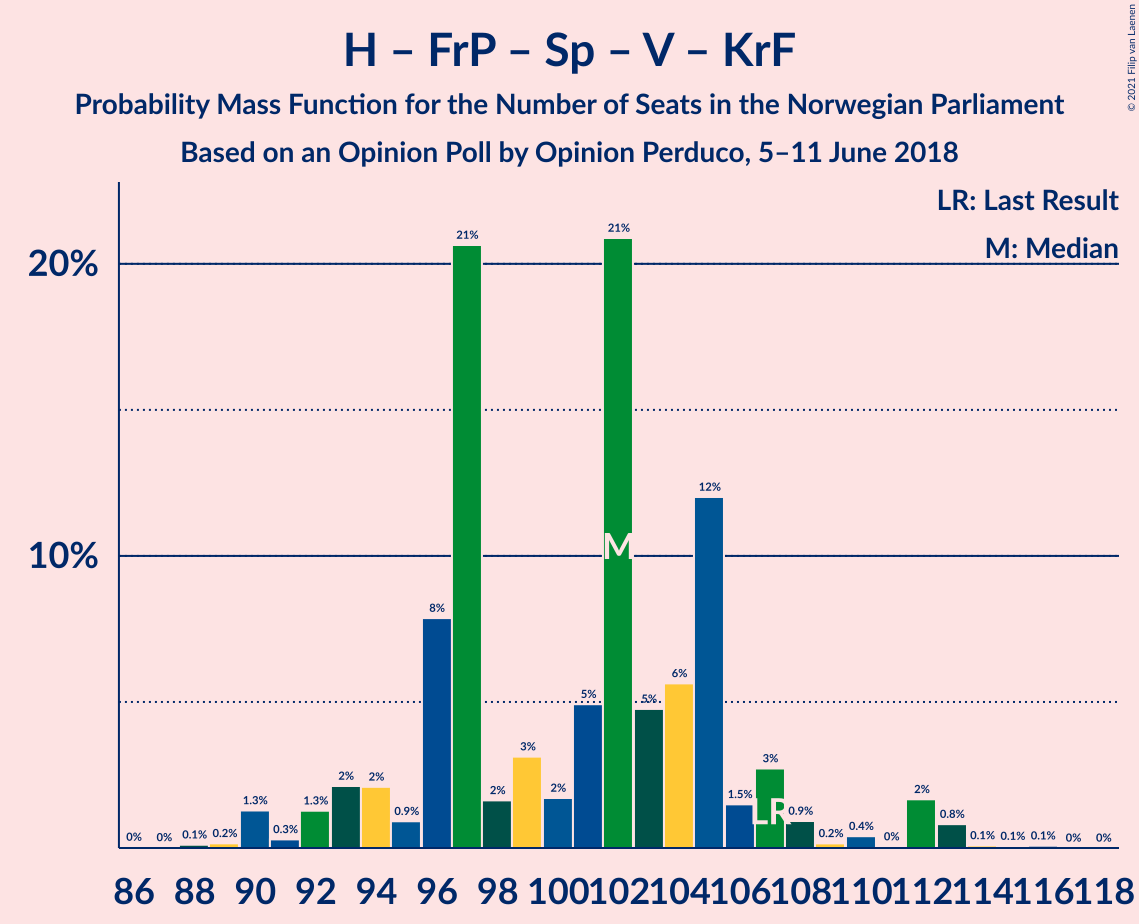 H – FrP – Sp – V – KrF
Probability Mass Function for the Number of Seats in the Norwegian Parliament
Based on an Opinion Poll by Opinion Perduco, 5–11 June 2018
© 2021 Filip van Laenen
LR: Last Result
M: Median
20%
10%
0% 0% 0.1% 0.2% 1.3% 0.3% 1.3% 2% 2% 0.9% 8% 21% 2% 3% 2% 5% 21% 5% 6% 12% 1.5% 3% 0.9% 0.2% 0.4% 0% 2% 0.8% 0.1% 0.1% 0.1% 0% 0%
M
LR
86 88 90 92 94 96 98 100 102 104 106 108 110 112 114 116 118